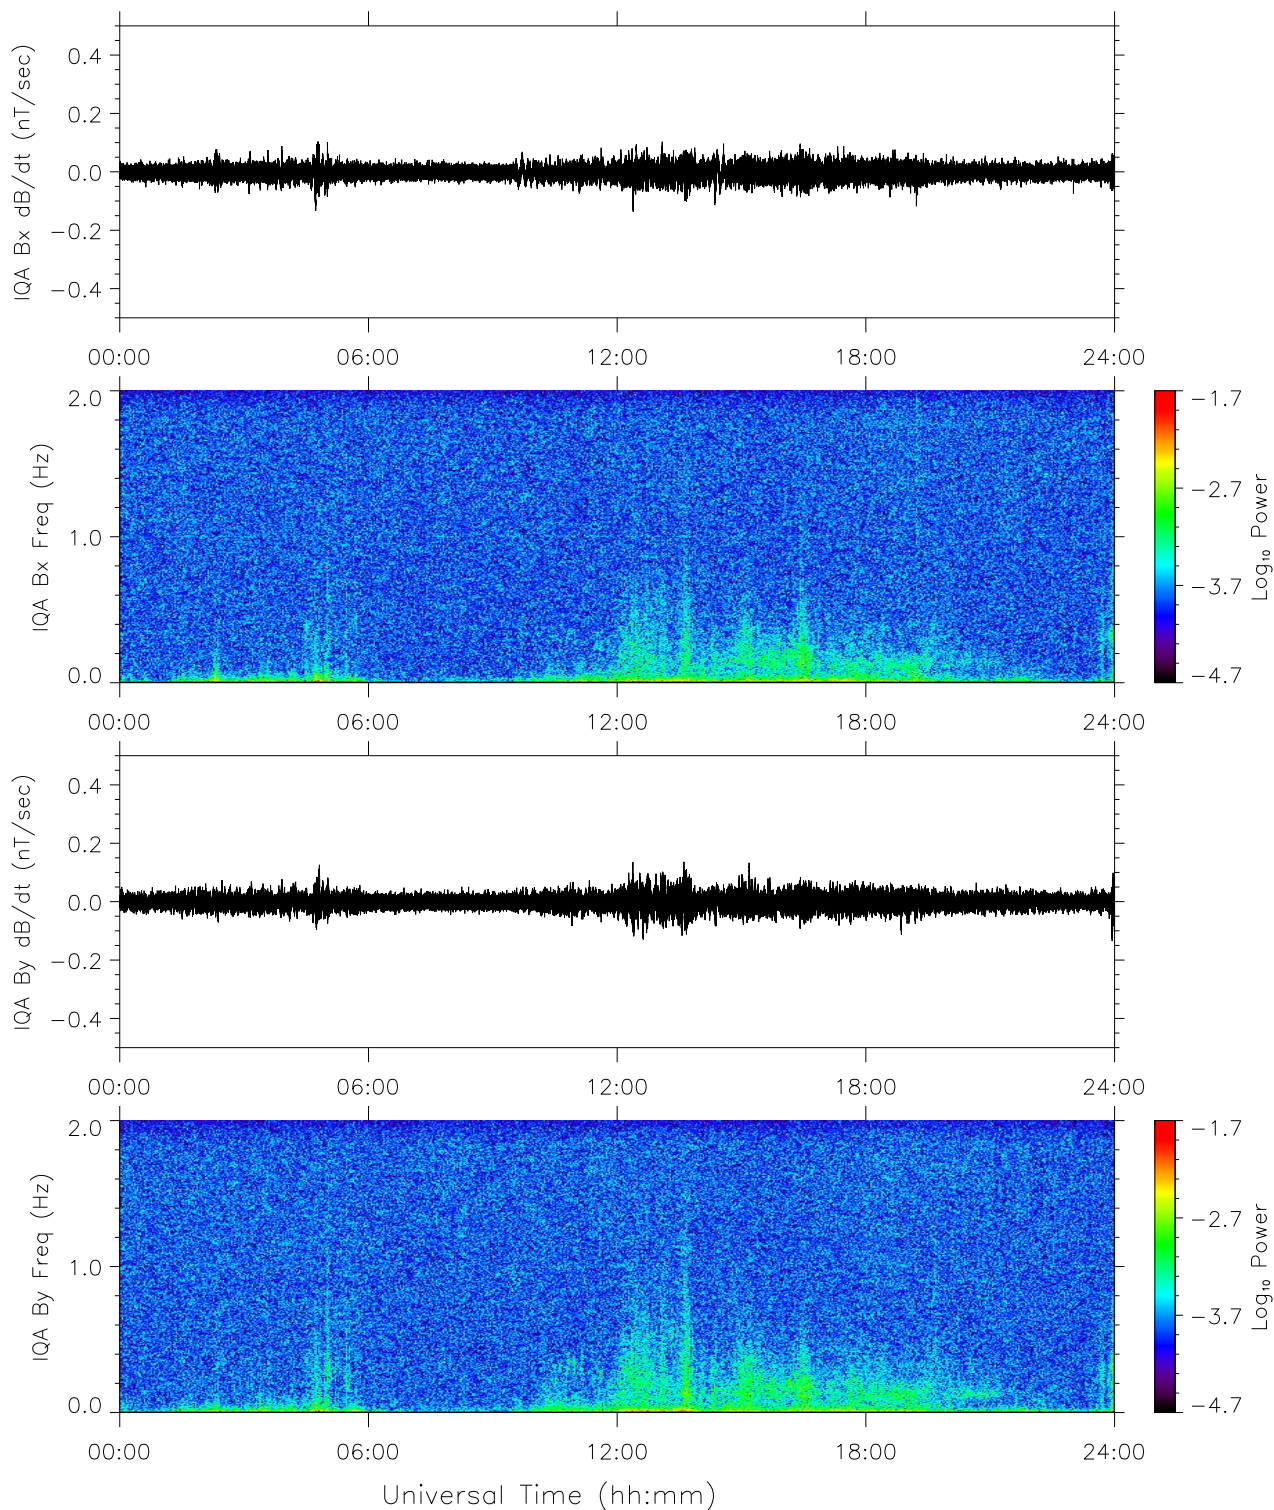 IQA Bx dB/dt (nT/sec)
0.4
0.2
0.0
−0.2
−0.4
00:00 06:00 12:00 18:00 24:00
IQA Bx Freq (Hz)
2.0
1.0
0.0
00:00 06:00 12:00 18:00 24:00
−1.7
−2.7
−3.7
−4.7
Log10 Power
IQA By dB/dt (nT/sec)
0.4
0.2
0.0
−0.2
−0.4
00:00 06:00 12:00 18:00 24:00
IQA By Freq (Hz)
2.0
1.0
0.0
00:00 06:00 12:00 18:00 24:00
−1.7
−2.7
−3.7
−4.7
Log10 Power
Universal Time (hh:mm)